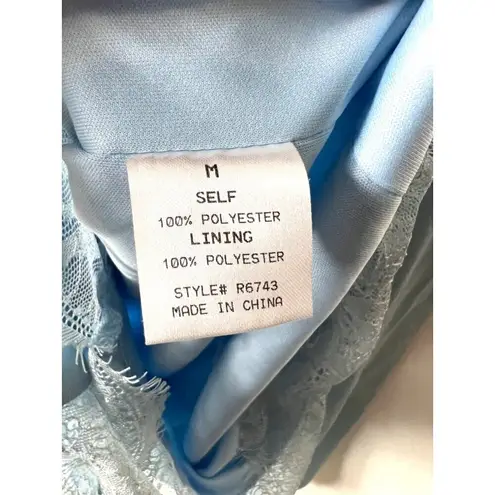 M
SELF
100% POLYESTER
LINING
100% POLYESTER
STYLE# R6743
MADE IN CHINA